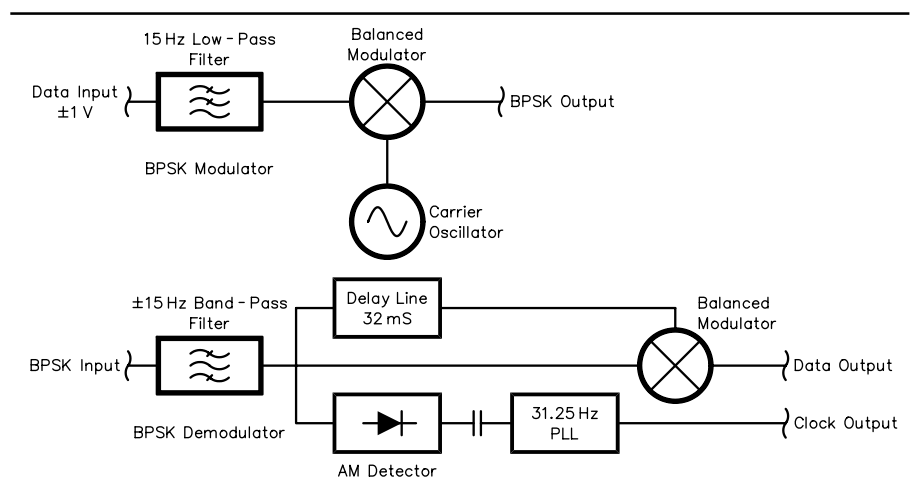 15 Hz Low - Pass
Filter
Balanced
Modulator
Data Input
±1 V
BPSK Output
BPSK Modulator
Carrier
Oscillator
±15 Hz Band - Pass
Filter
Delay Line
32 mS
Balanced
Modulator
BPSK Input
Data Output
BPSK Demodulator
31.25 Hz
PLL
Clock Output
AM Detector